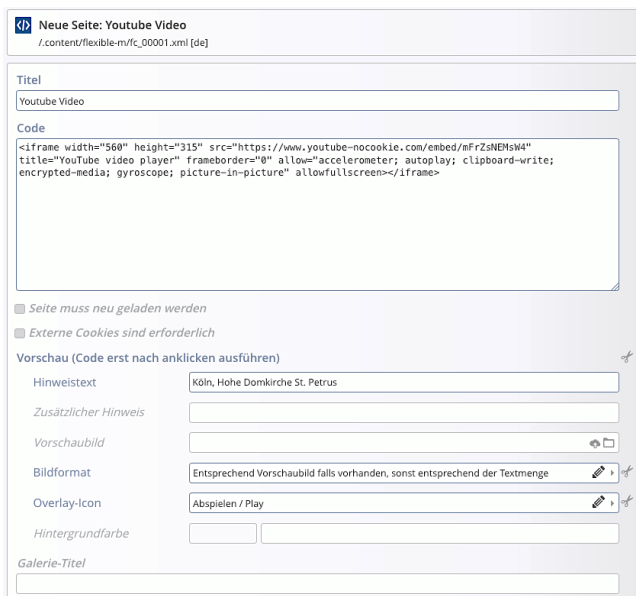 Neue Seite: Youtube Video
/.content/flexible-m/fc_00001.xml [de]
Titel
Youtube Video
Code
<iframe width="560" height="315" src="https://www.youtube-nocookie.com/embed/mFrZsNEMsW4"
title="YouTube video player" frameborder="0" allow="accelerometer; autoplay; clipboard-write;
encrypted-media; gyroscope; picture-in-picture" allowfullscreen></iframe>
Seite muss neu geladen werden
Externe Cookies sind erforderlich
Vorschau (Code erst nach anklicken ausführen)
Hinweistext
Köln, Hohe Domkirche St. Petrus
Zusätzlicher Hinweis
Vorschaubild
Bildformat
Entsprechend Vorschaubild falls vorhanden, sonst entsprechend der Textmenge
Overlay-Icon
Abspielen / Play
Hintergrundfarbe
Galerie-Titel